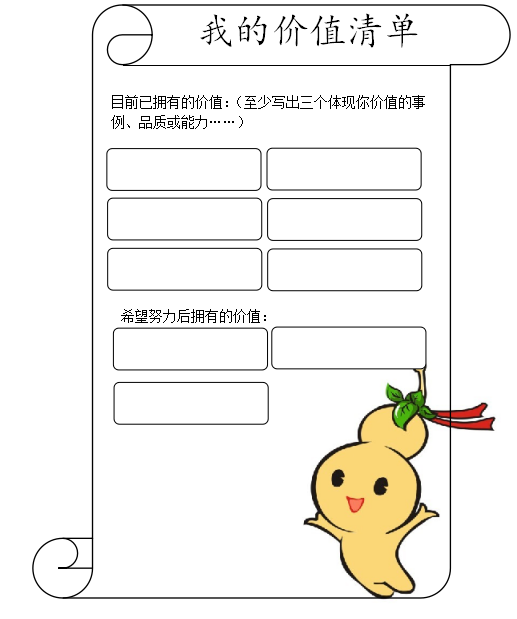 我的价值清单
目前已拥有的价值：（至少写出三个体现你价值的事
例、品质或能力……）
希望努力后拥有的价值：